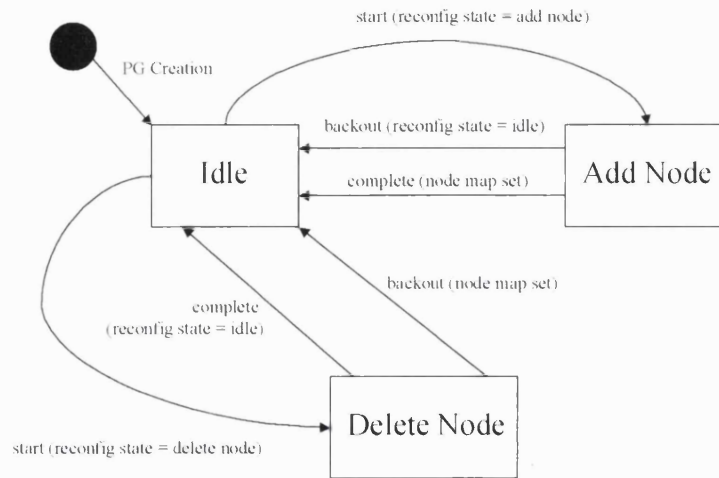 start (reconfig state = add node)
PG Creation
backout (reconfig state = idle)
Idle
Add Node
complete (node map set)
backout (node map set)
complete
(reconfig state = idle)
Delete Node
start (reconfig state = delete node)